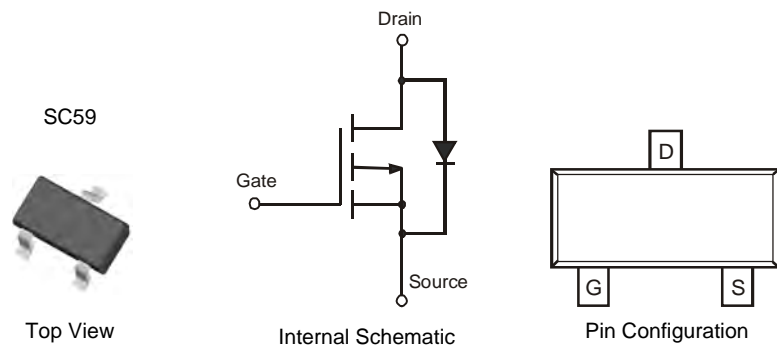 SC59
Top View
Drain
Gate
Source
Internal Schematic
D
G
S
Pin Configuration